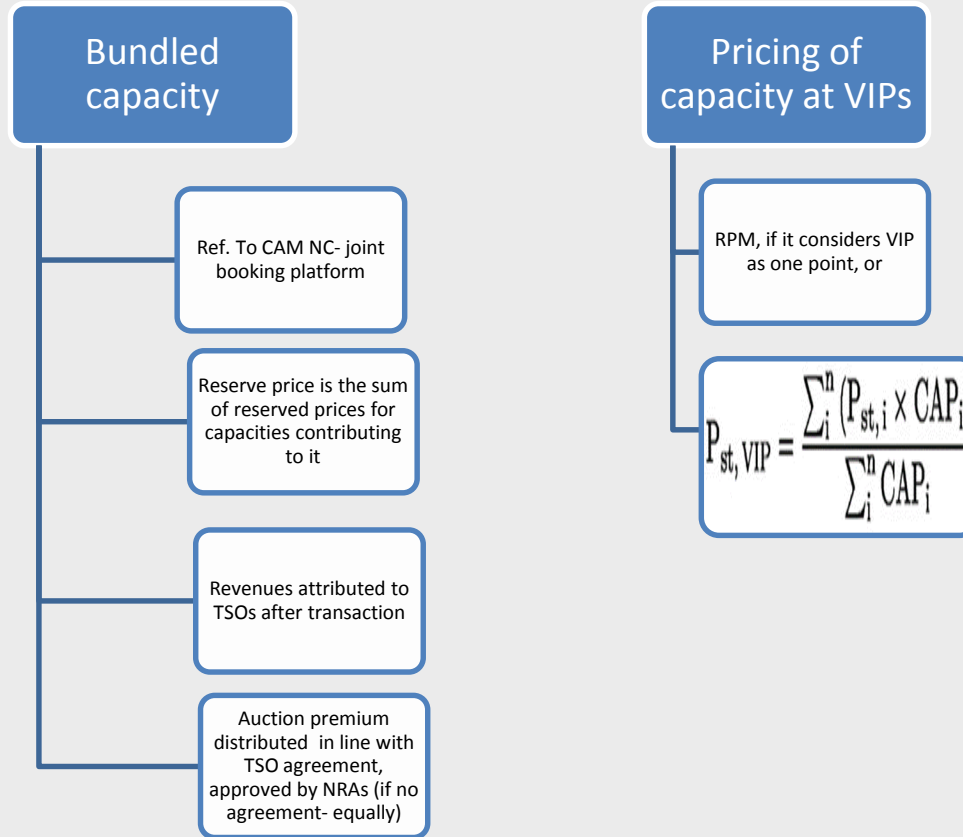 Bundled
capacity
Ref. To CAM NC- joint
booking platform
Reserve price is the sum
of reserved prices for
capacities contributing
to it
Revenues attributed to
TSOs after transaction
Auction premium
distributed in line with
TSO agreement,
approved by NRAs (if no
agreement- equally)
Pricing of
capacity at VIPs
RPM, if it considers VIP
as one point, or
P_st, VIP = ∑_i^n (P_st, i × CAP_i / ∑_i^n CAP_i